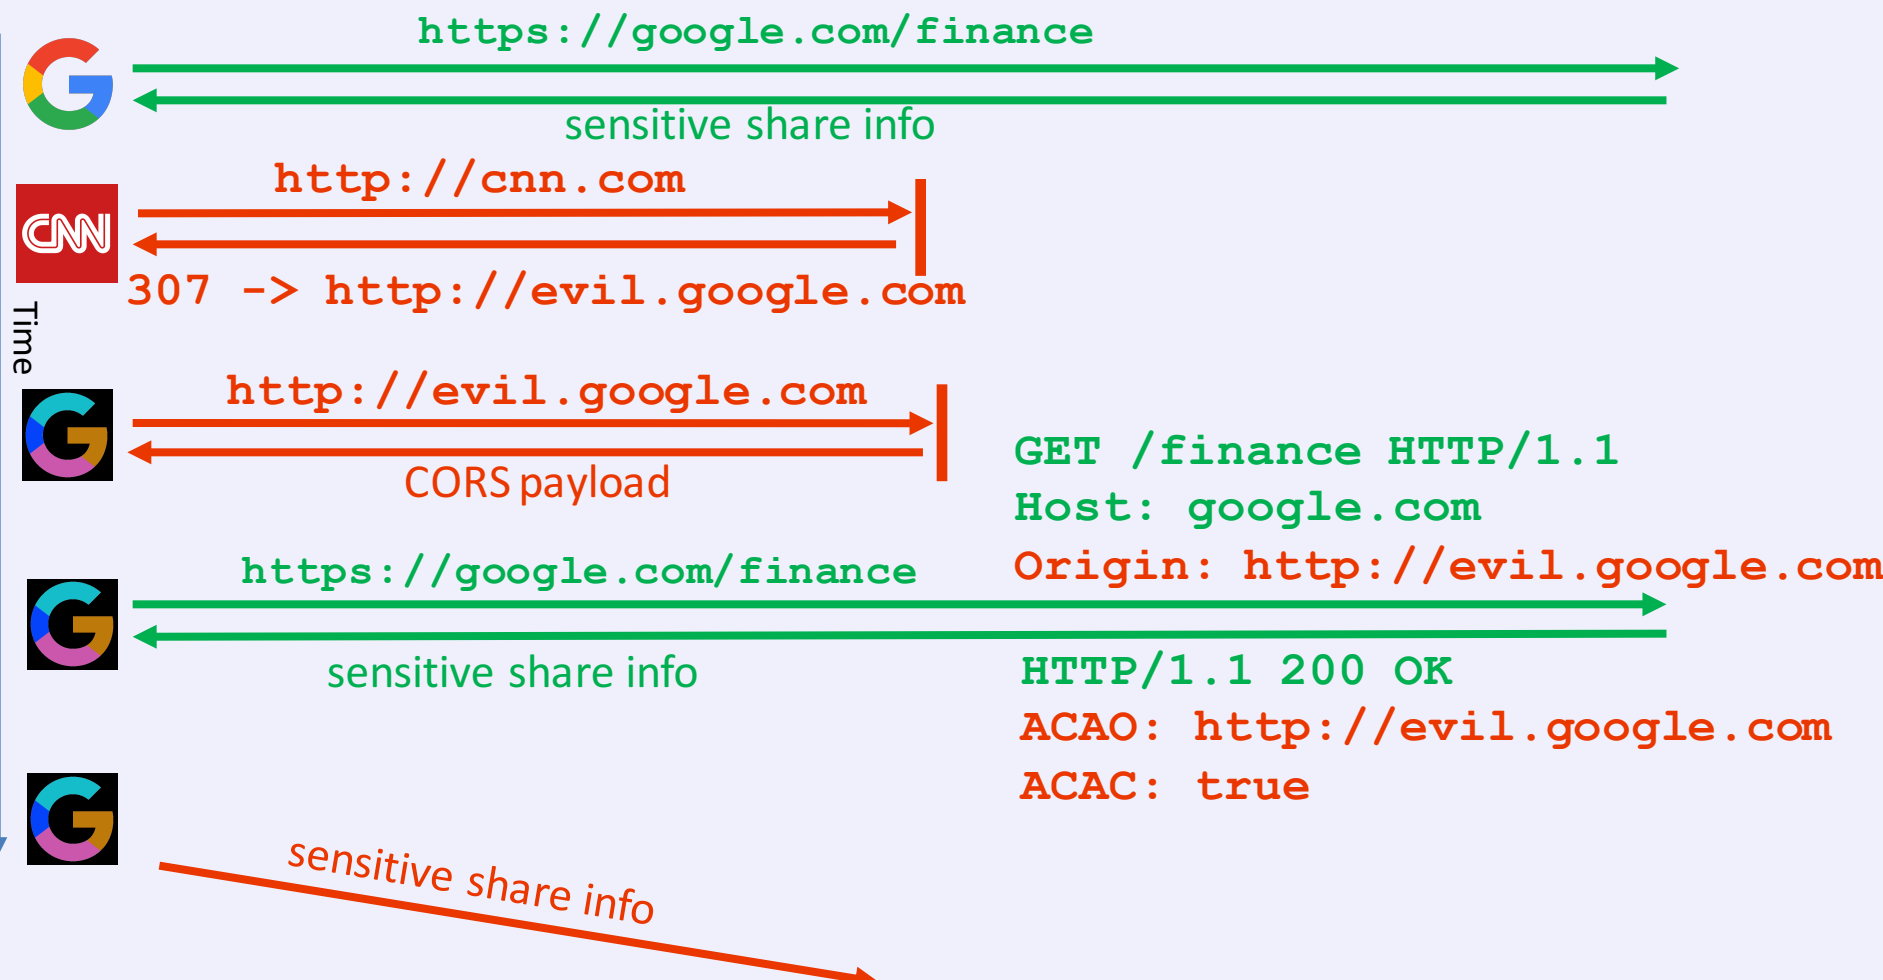 https://google.com/finance
sensitive share info
http://cnn.com
CNN
307 -> http://evil.google.com
Time
http://evil.google.com
CORS payload
GET /finance HTTP/1.1
Host: google.com
Origin: http://evil.google.com
https://google.com/finance
sensitive share info
HTTP/1.1 200 OK
ACAO: http://evil.google.com
ACAC: true
sensitive share info